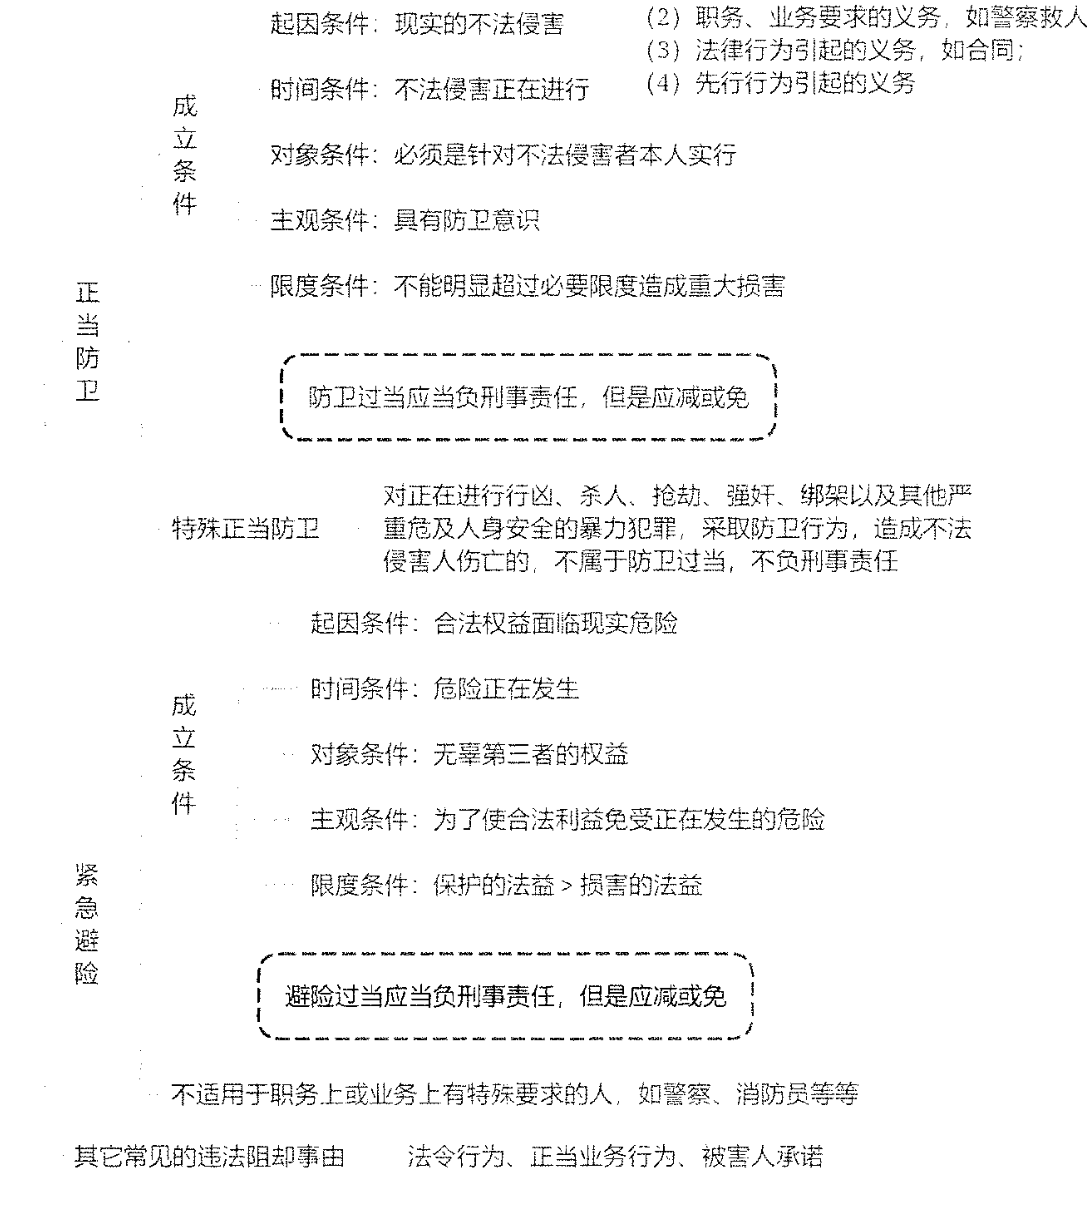 起因条件：现实的不法侵害
（2）职务、业务要求的义务，如警察救人
（3）法律行为引起的义务，如合同；
（4）先行行为引起的义务
时间条件：不法侵害正在进行
成立条件
对象条件：必须是针对不法侵害者本人实行
主观条件：具有防卫意识
限度条件：不能明显超过必要限度造成重大损害
正当防卫
防卫过当应当负刑事责任，但是应减或免
特殊正当防卫
对正在进行行凶、杀人、抢劫、强奸、绑架以及其他严
重危及人身安全的暴力犯罪，采取防卫行为，造成不法
侵害人伤亡的，不属于防卫过当，不负刑事责任
起因条件：合法权益面临现实危险
时间条件：危险正在发生
成立条件
对象条件：无辜第三者的权益
主观条件：为了使合法利益免受正在发生的危险
限度条件：保护的法益 > 损害的法益
紧急避险
避险过当应当负刑事责任，但是应减或免
不适用于职务上或业务上有特殊要求的人，如警察、消防员等等
其它常见的违法阻却事由
法令行为、正当业务行为、被害人承诺